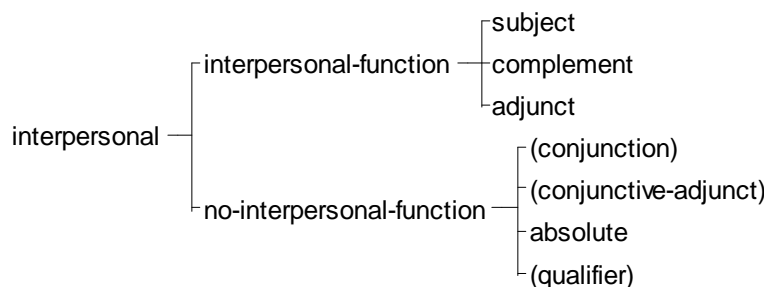 subject
interpersonal-function
complement
adjunct
interpersonal
(conjunction)
(conjunctive-adjunct)
no-interpersonal-function
absolute
(qualifier)